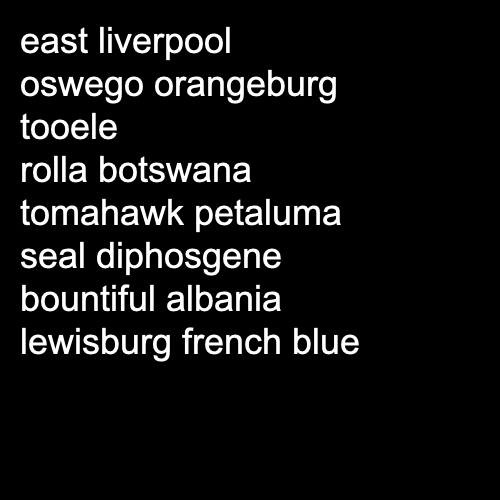 east liverpool
oswego orangeburg
tooele
rolla botswana
tomahawk petaluma
seal diphosgene
bountiful albania
lewisburg french blue